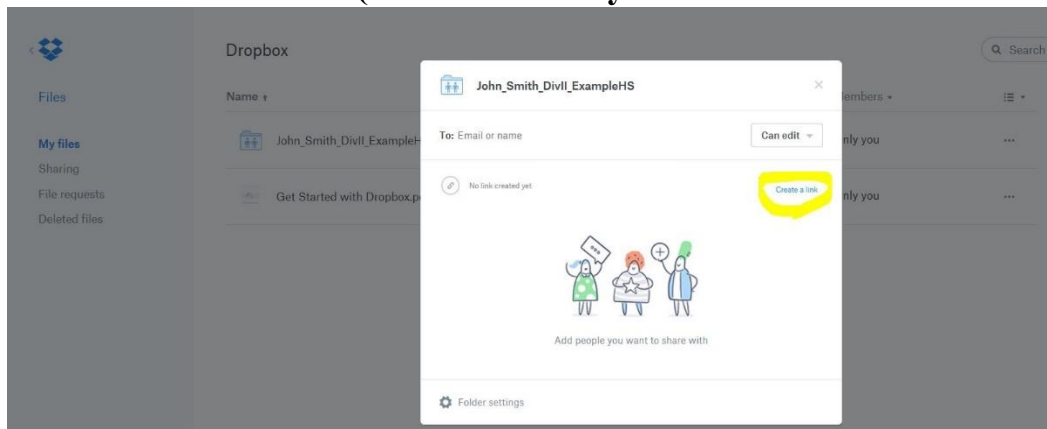 Dropbox
Search
John_Smith_DivII_ExampleHS
Files
Name
Members
To: Email or name
Can edit
My files
John_Smith_DivII_ExampleH
nly you
Sharing
No link created yet
Create a link
File requests
Get Started with Dropbox.p
nly you
Deleted files
Add people you want to share with
Folder settings